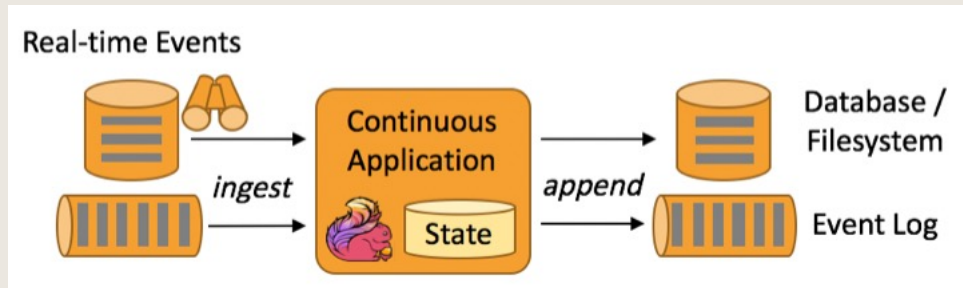 Real-time Events
Continuous
Application
Database /
Filesystem
ingest
append
State
Event Log